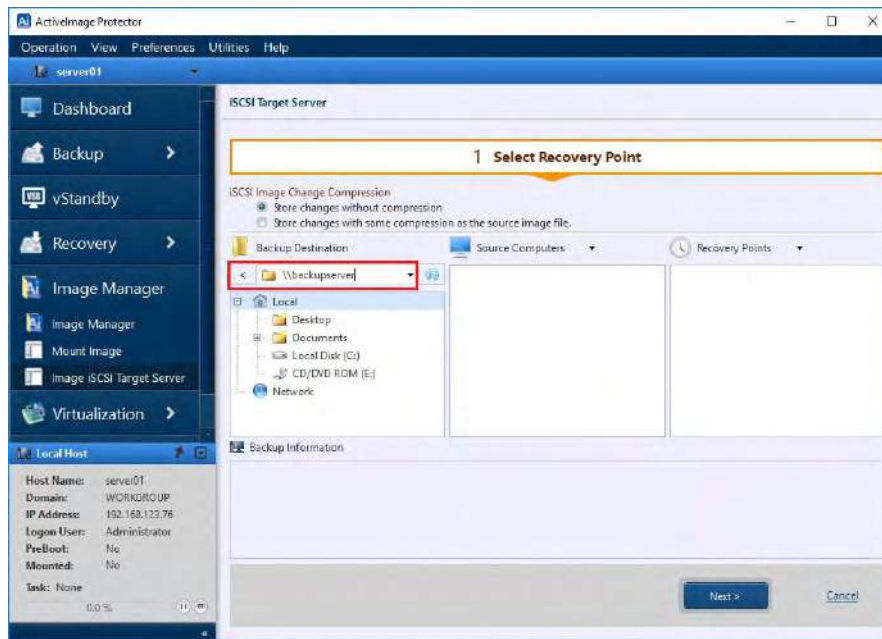 ActiveImage Protector
Operation View Preferences Utilities Help
server01
Dashboard
Backup
vStandby
Recovery
Image Manager
Image Manager
Mount Image
Image iSCSI Target Server
Virtualization
Local Host
Host Name: server01
Domain: WORKGROUP
IP Address: 192.168.123.76
Logon User: Administrator
PreBoot: No
Mounted: No
Task: None
0.0 %
iSCSI Target Server
1 Select Recovery Point
iSCSI Image Change Compression
Store changes without compression
Store changes with same compression as the source image file.
Backup Destination
Source Computers
Recovery Points
< \\backupserver
Local
Desktop
Documents
Local Disk (C:)
CD/DVD ROM (E:)
Network
Backup Information
Next >
Cancel